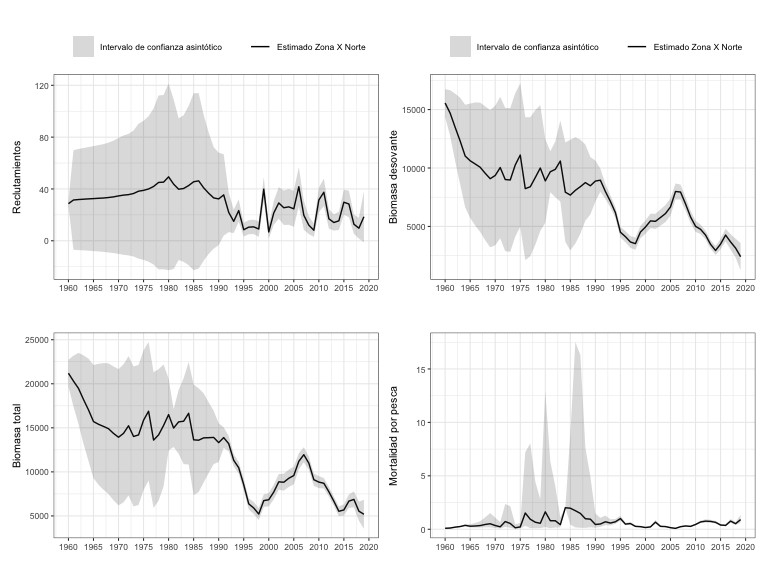 Intervalo de confianza asintótico Estimado Zona X Norte
Intervalo de confianza asintótico Estimado Zona X Norte
Reclutamientos
120
80
40
0
1960 1965 1970 1975 1980 1985 1990 1995 2000 2005 2010 2015 2020
Biomasa desovante
15000
10000
5000
1960 1965 1970 1975 1980 1985 1990 1995 2000 2005 2010 2015 2020
Biomasa total
25000
20000
15000
10000
5000
1960 1965 1970 1975 1980 1985 1990 1995 2000 2005 2010 2015 2020
Mortalidad por pesca
15
10
5
0
1960 1965 1970 1975 1980 1985 1990 1995 2000 2005 2010 2015 2020